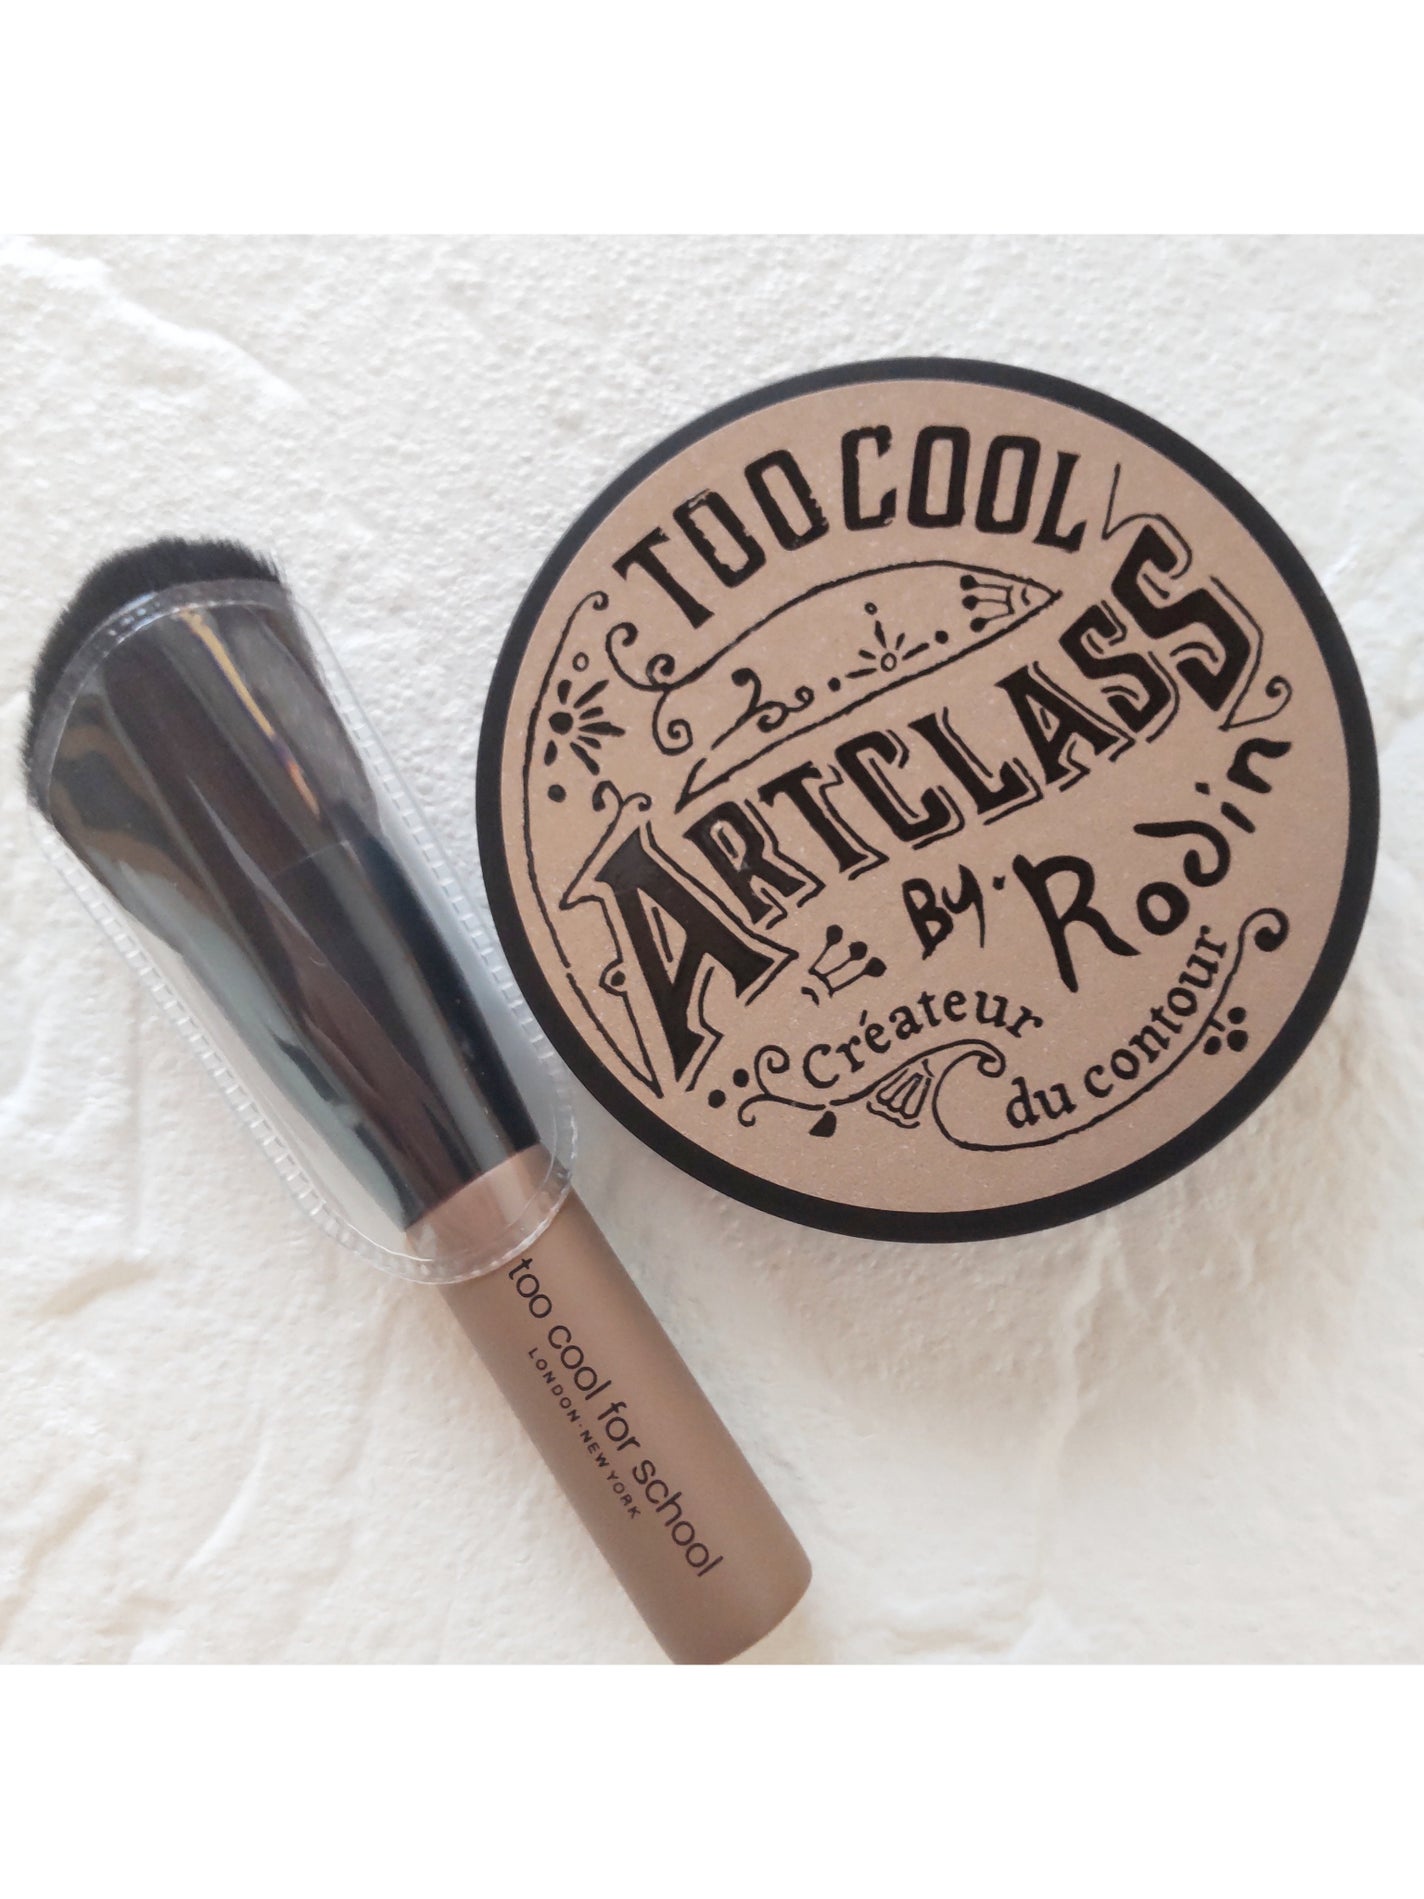 TOO COOL
ARTCLASS
By. Rodin
Créateur
du contour
too cool for school
LONDON·NEW YORK